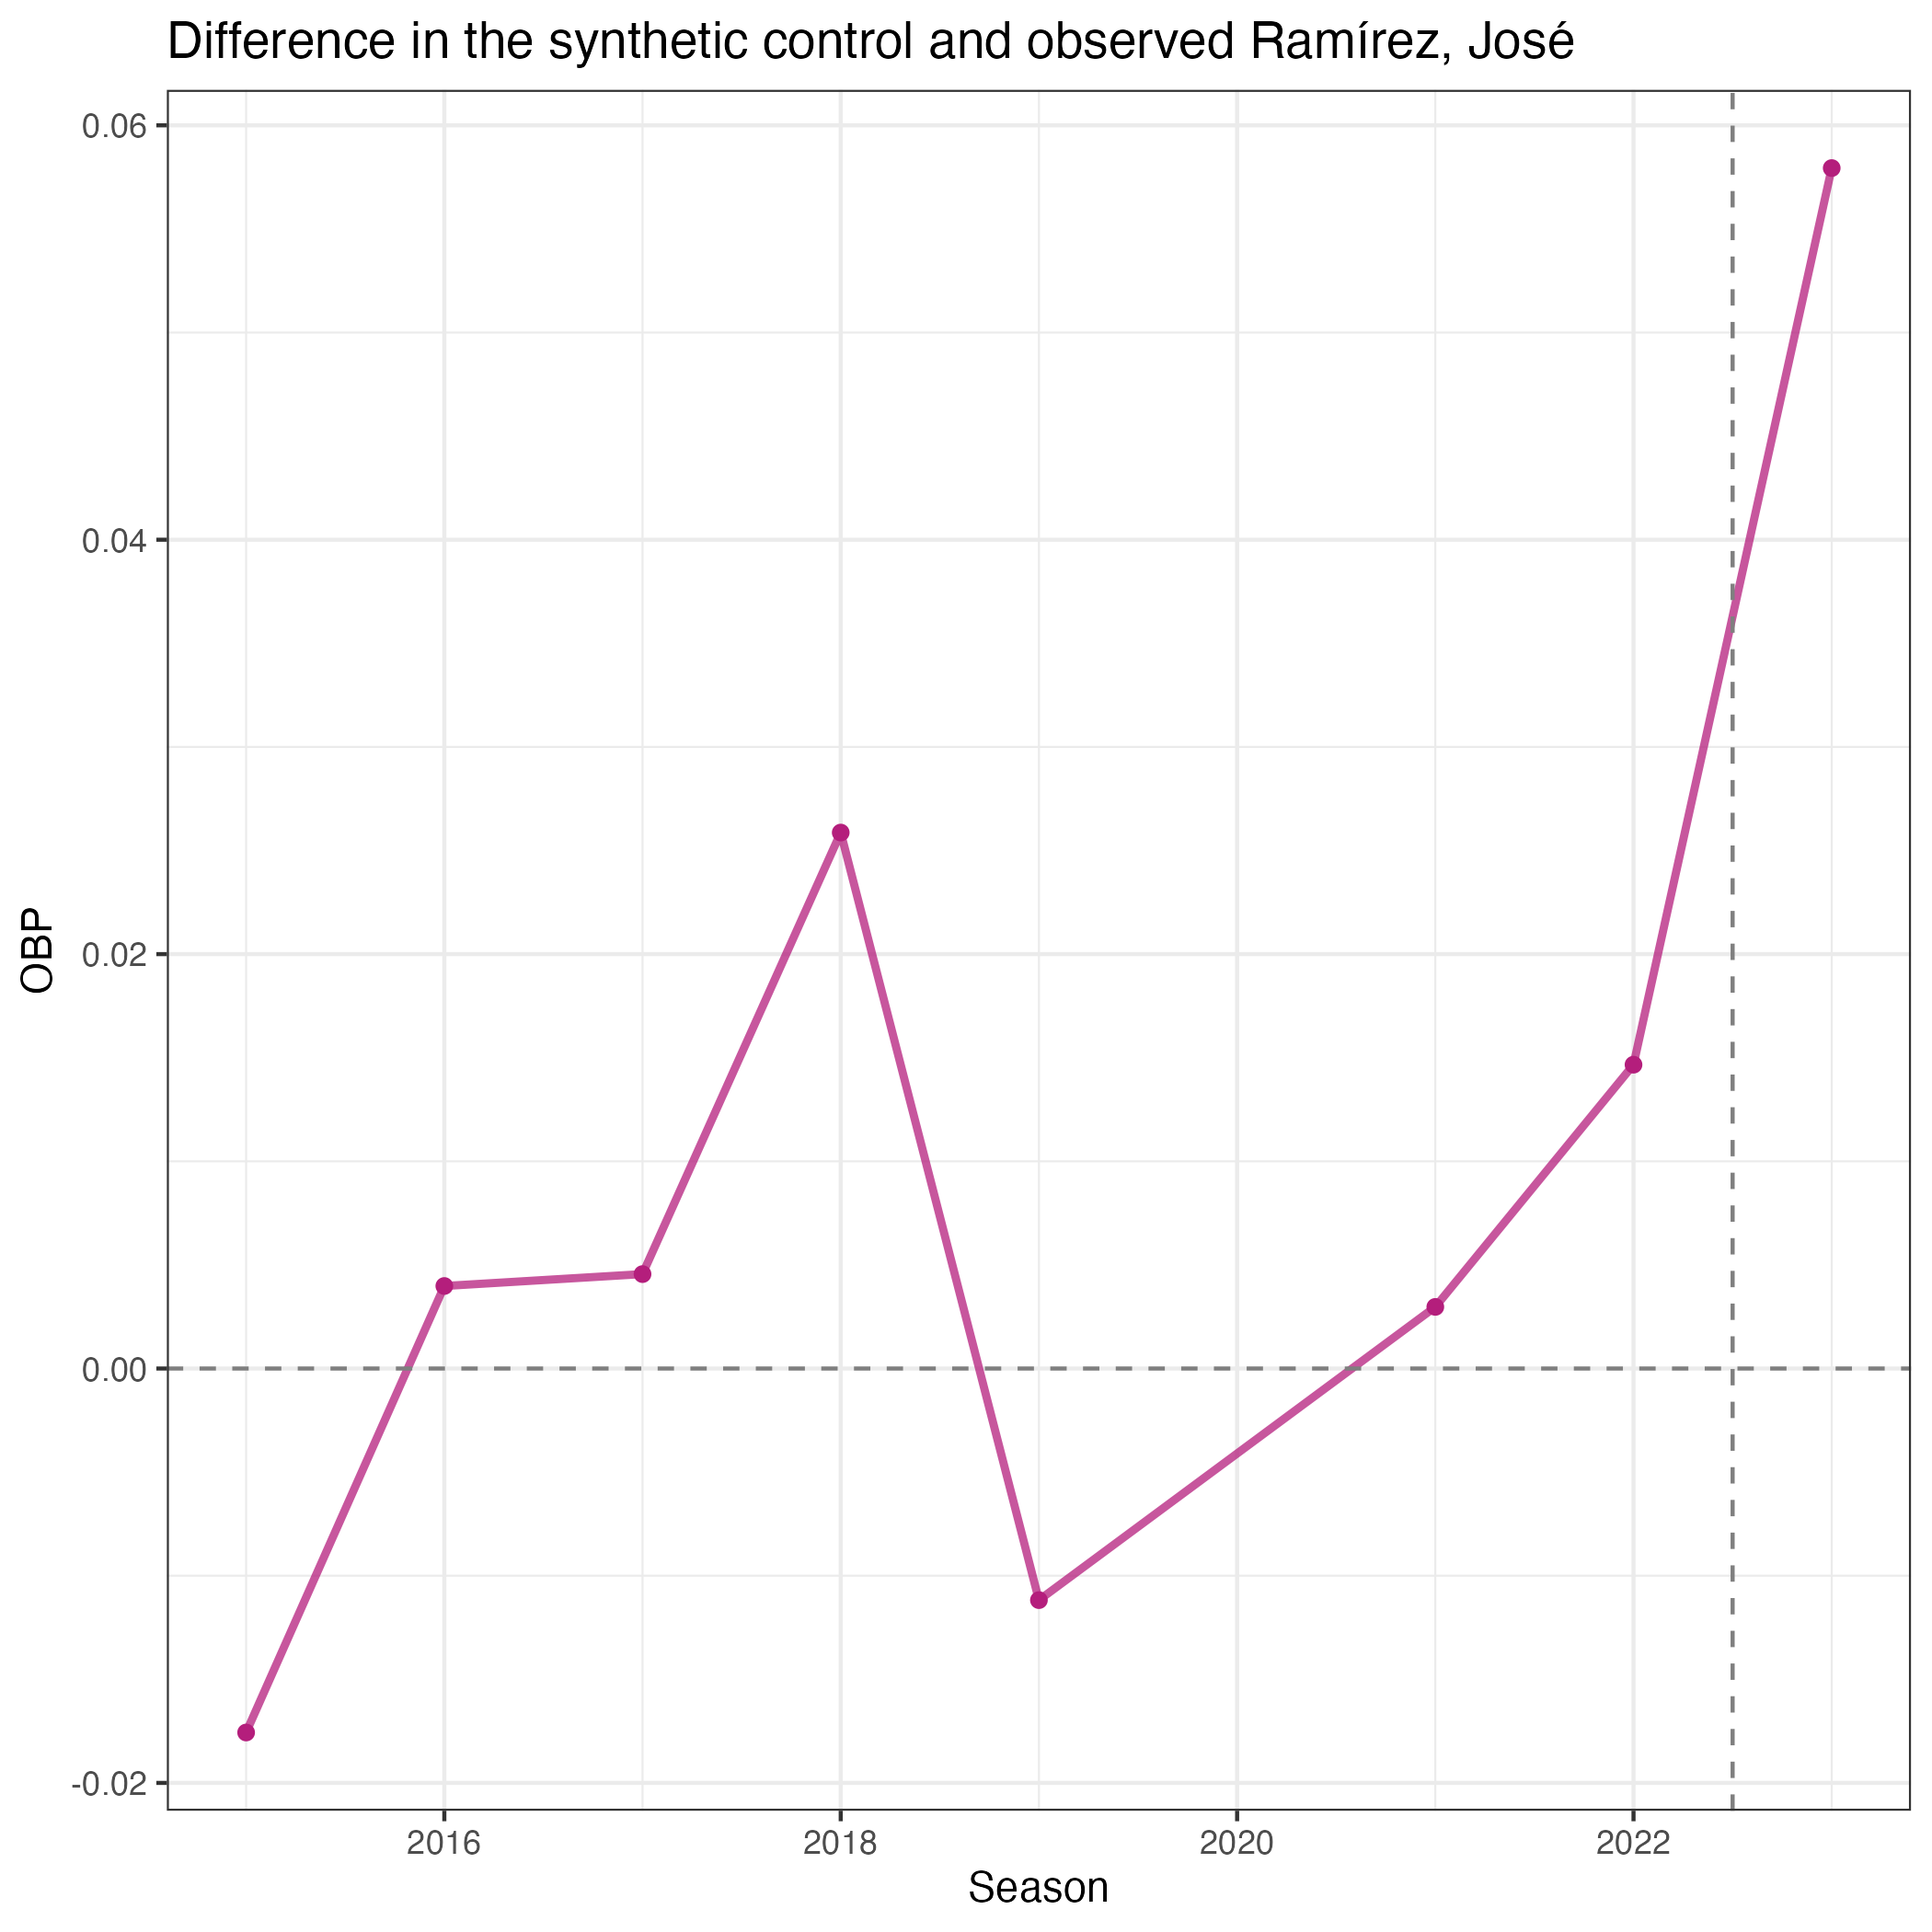 Difference in the synthetic control and observed Ramírez, José
OBP
0.06
0.04
0.02
0.00
-0.02
2016 2018 2020 2022
Season